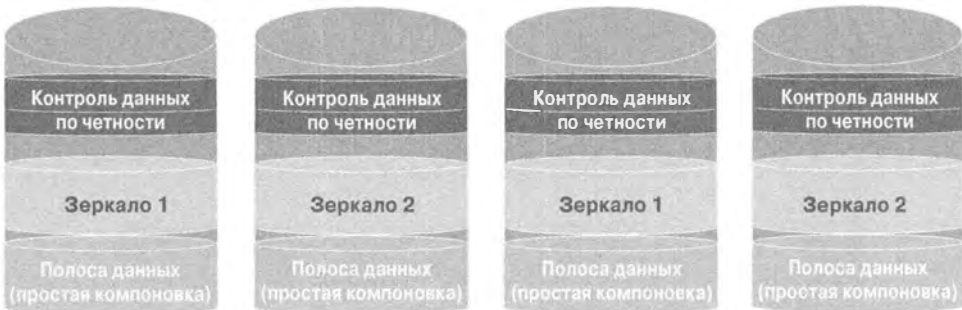 Контроль данных
по четности
Зеркало 1
Полоса данных
(простая компоновка)
Контроль данных
по четности
Зеркало 2
Полоса данных
(простая компоновка)
Контроль данных
по четности
Зеркало 1
Полоса данных
(простая компоновка)
Контроль данных
по четности
Зеркало 2
Полоса данных
(простая компоновка)